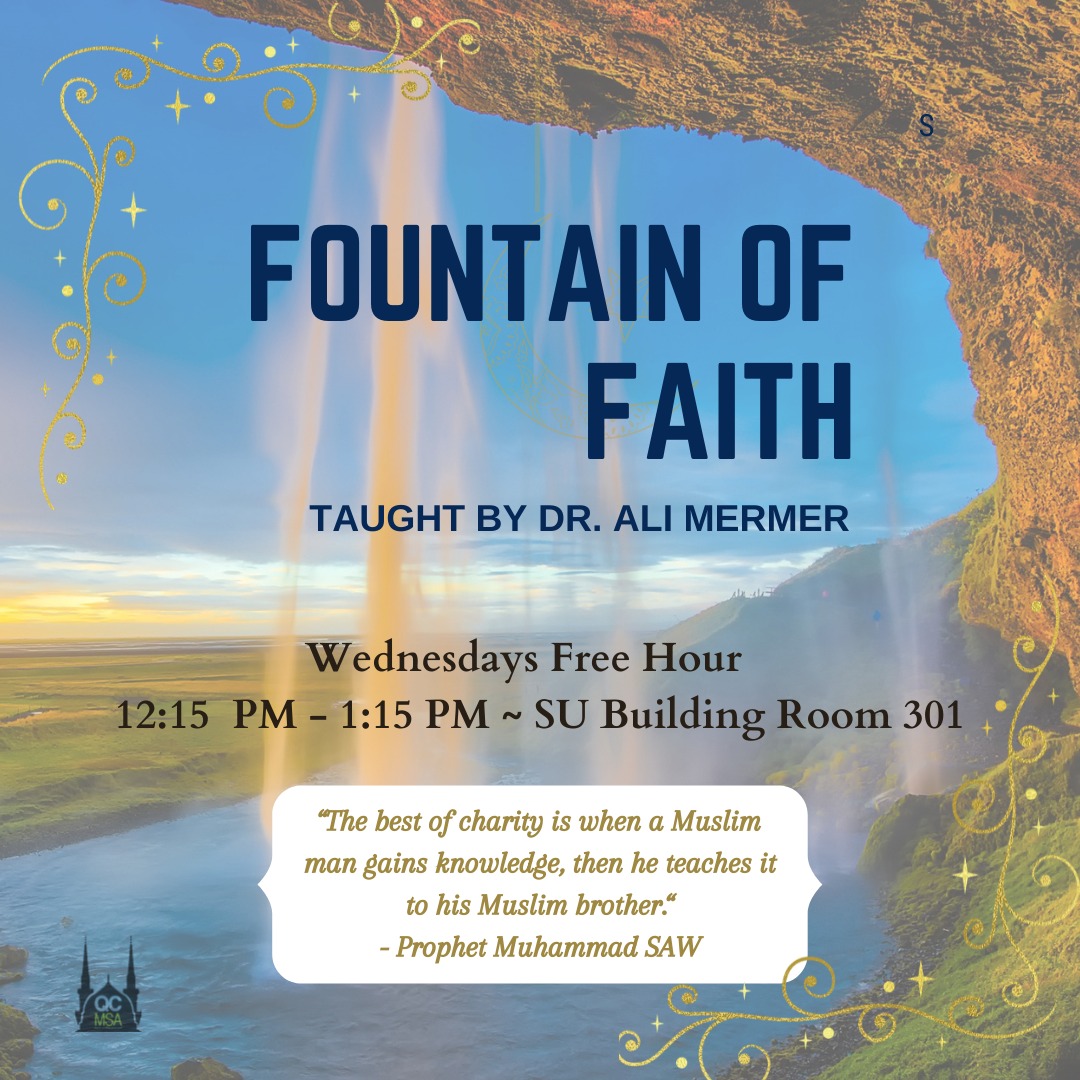 S
FOUNTAIN OF
FAITH
TAUGHT BY DR. ALI MERMER
Wednesdays Free Hour
12:15 PM - 1:15 PM ~ SU Building Room 301
“The best of charity is when a Muslim
man gains knowledge, then he teaches it
to his Muslim brother.“
- Prophet Muhammad SAW
QC
MSA